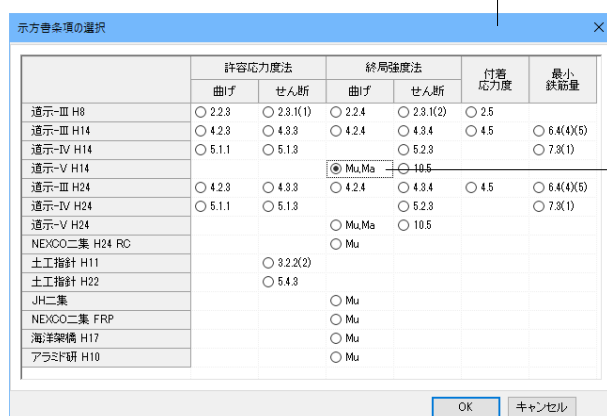 示方書条項の選択
許容応力度法 終局強度法 付着応力度 最小鉄筋量
曲げ せん断 曲げ せん断
道示-Ⅲ H8 2.2.3 2.3.1(1) 2.2.4 2.3.1(2) 2.5
道示-Ⅲ H14 4.2.3 4.3.3 4.2.4 4.3.4 4.5 6.4(4)(5)
道示-Ⅳ H14 5.1.1 5.1.3 5.2.3 7.3(1)
道示-Ⅴ H14 Mu,Ma 10.5
道示-Ⅲ H24 4.2.3 4.3.3 4.2.4 4.3.4 4.5 6.4(4)(5)
道示-Ⅳ H24 5.1.1 5.1.3 5.2.3 7.3(1)
道示-Ⅴ H24 Mu,Ma 10.5
NEXCO二集 H24 RC Mu
土工指針 H11 3.2.2(2)
土工指針 H22 5.4.3
JH二集 Mu
NEXCO二集 FRP Mu
海洋架橋 H17 Mu
アラミド研 H10 Mu
OK キャンセル